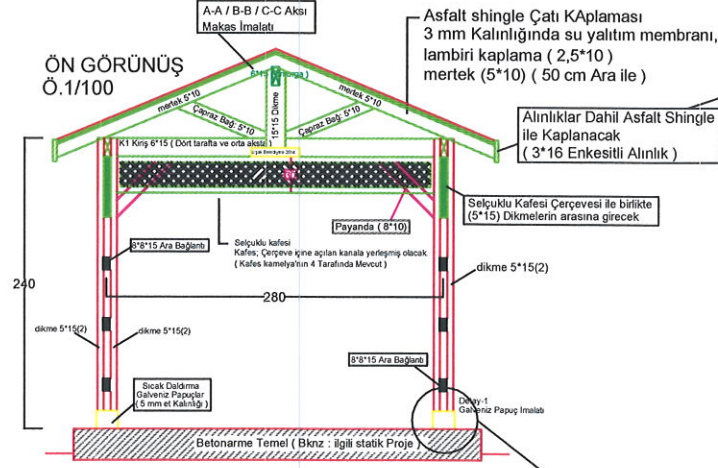 A-A / B-B / C-C Aksı
Makas İmalatı
Asfalt shingle Çatı KAplaması
3 mm Kalınlığında su yalıtım membranı,
lambiri kaplama ( 2,5*10 )
mertek (5*10) ( 50 cm Ara ile )
ÖN GÖRÜNÜŞ
Ö.1/100
mertek 5*10
mertek 5*10
Çapraz Bağ: 5*10
15*15 Dikme
Çapraz Bağ: 5*10
Alınlıklar Dahil Asfalt Shingle
ile Kaplanacak
( 3*16 Enkesitli Alınlık )
K1 Kiriş 6*15 ( Dört tarafta ve orta aksta )
Selçuklu Kafesi Çerçevesi ile birlikte
(5*15) Dikmelerin arasına girecek
Payanda ( 8*10)
8*8*15 Ara Bağlantı
Selçuklu kafesi
Kafes; Çerçeve içine açılan kanala yerleşmiş olacak
( Kafes kamelya'nın 4 Tarafında Mevcut )
dikme 5*15(2)
240
280
dikme 5*15(2)
dikme 5*15(2)
8*8*15 Ara Bağlantı
Sıcak Daldırma
Galveniz Papuçlar
( 5 mm et Kalınlığı )
Detay-1
Galveniz Papuç İmalatı
Betonarme Temel ( Bknz : ilgili statik Proje )